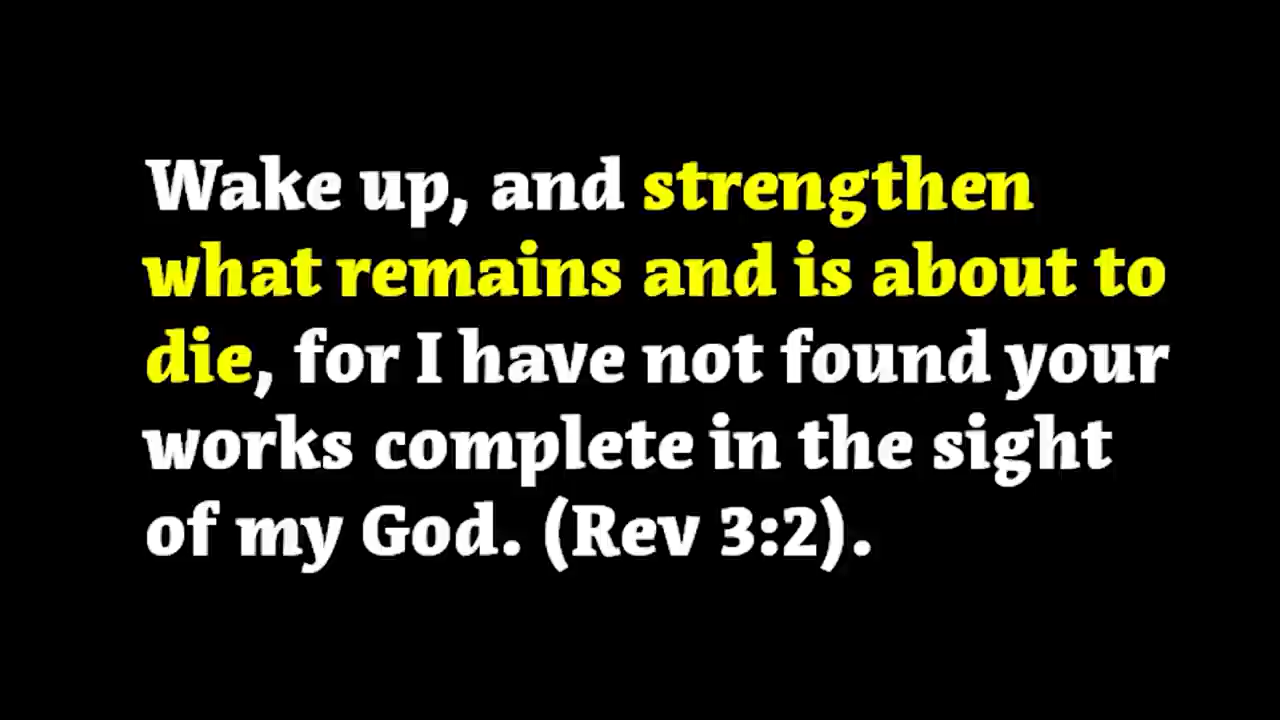 Wake up, and strengthen
what remains and is about to
die, for I have not found your
works complete in the sight
of my God. (Rev 3:2).